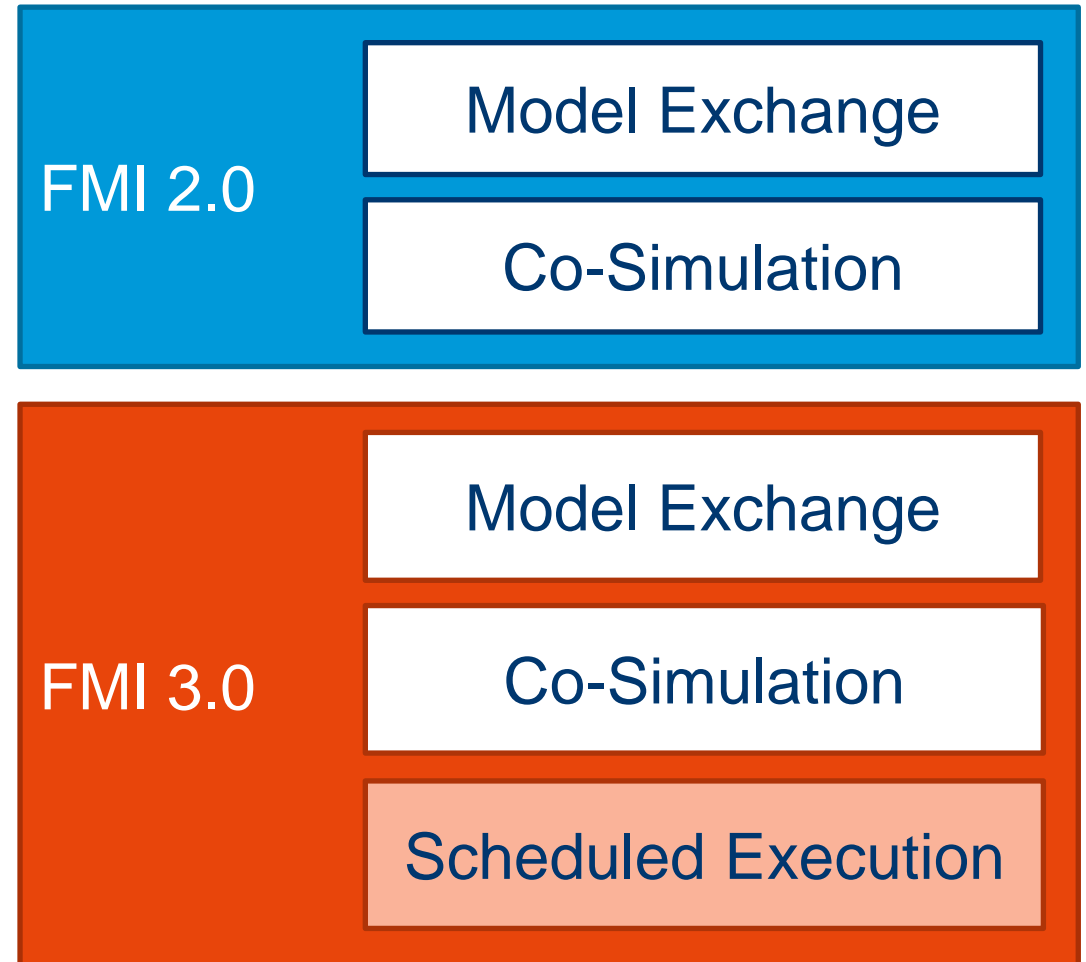 FMI 2.0
Model Exchange
Co-Simulation
FMI 3.0
Model Exchange
Co-Simulation
Scheduled Execution